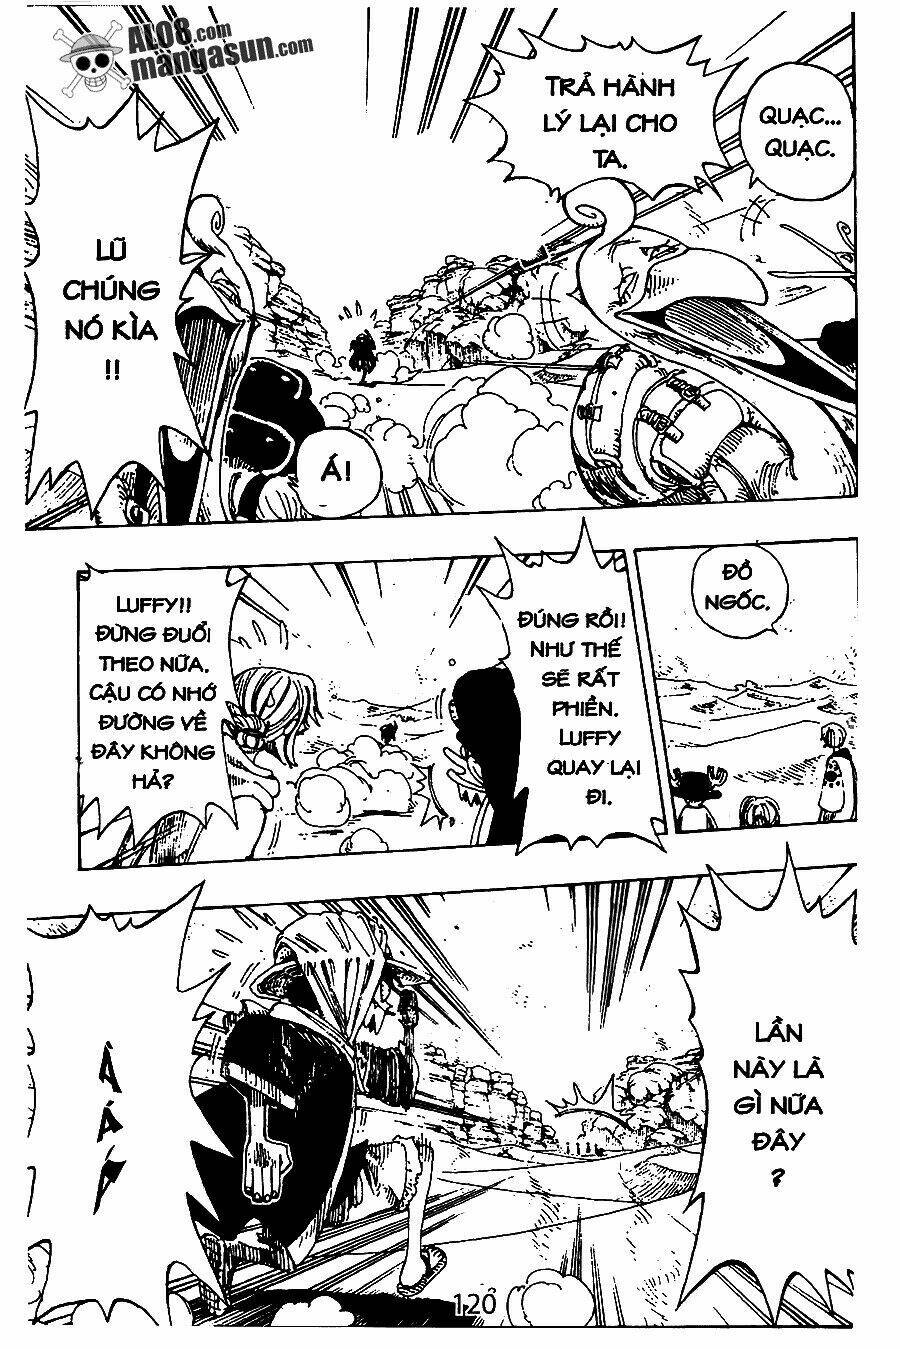 ALO8.com
mangasun.com
QUẠC...
QUẠC.
TRẢ HÀNH
LÝ LẠI CHO
TA.
LŨ
CHÚNG
NÓ KÌA
!!
Á!
ĐỒ
NGỐC.
ĐÚNG RỒI!
NHƯ THẾ
SẼ RẤT
PHIỀN.
LUFFY
QUAY LẠI
ĐI.
LUFFY!!
ĐỪNG ĐUỔI
THEO NỮA.
CẬU CÓ NHỚ
ĐƯỜNG VỀ
ĐÂY KHÔNG
HẢ?
LẦN
NÀY LÀ
GÌ NỮA
ĐÂY
?
120